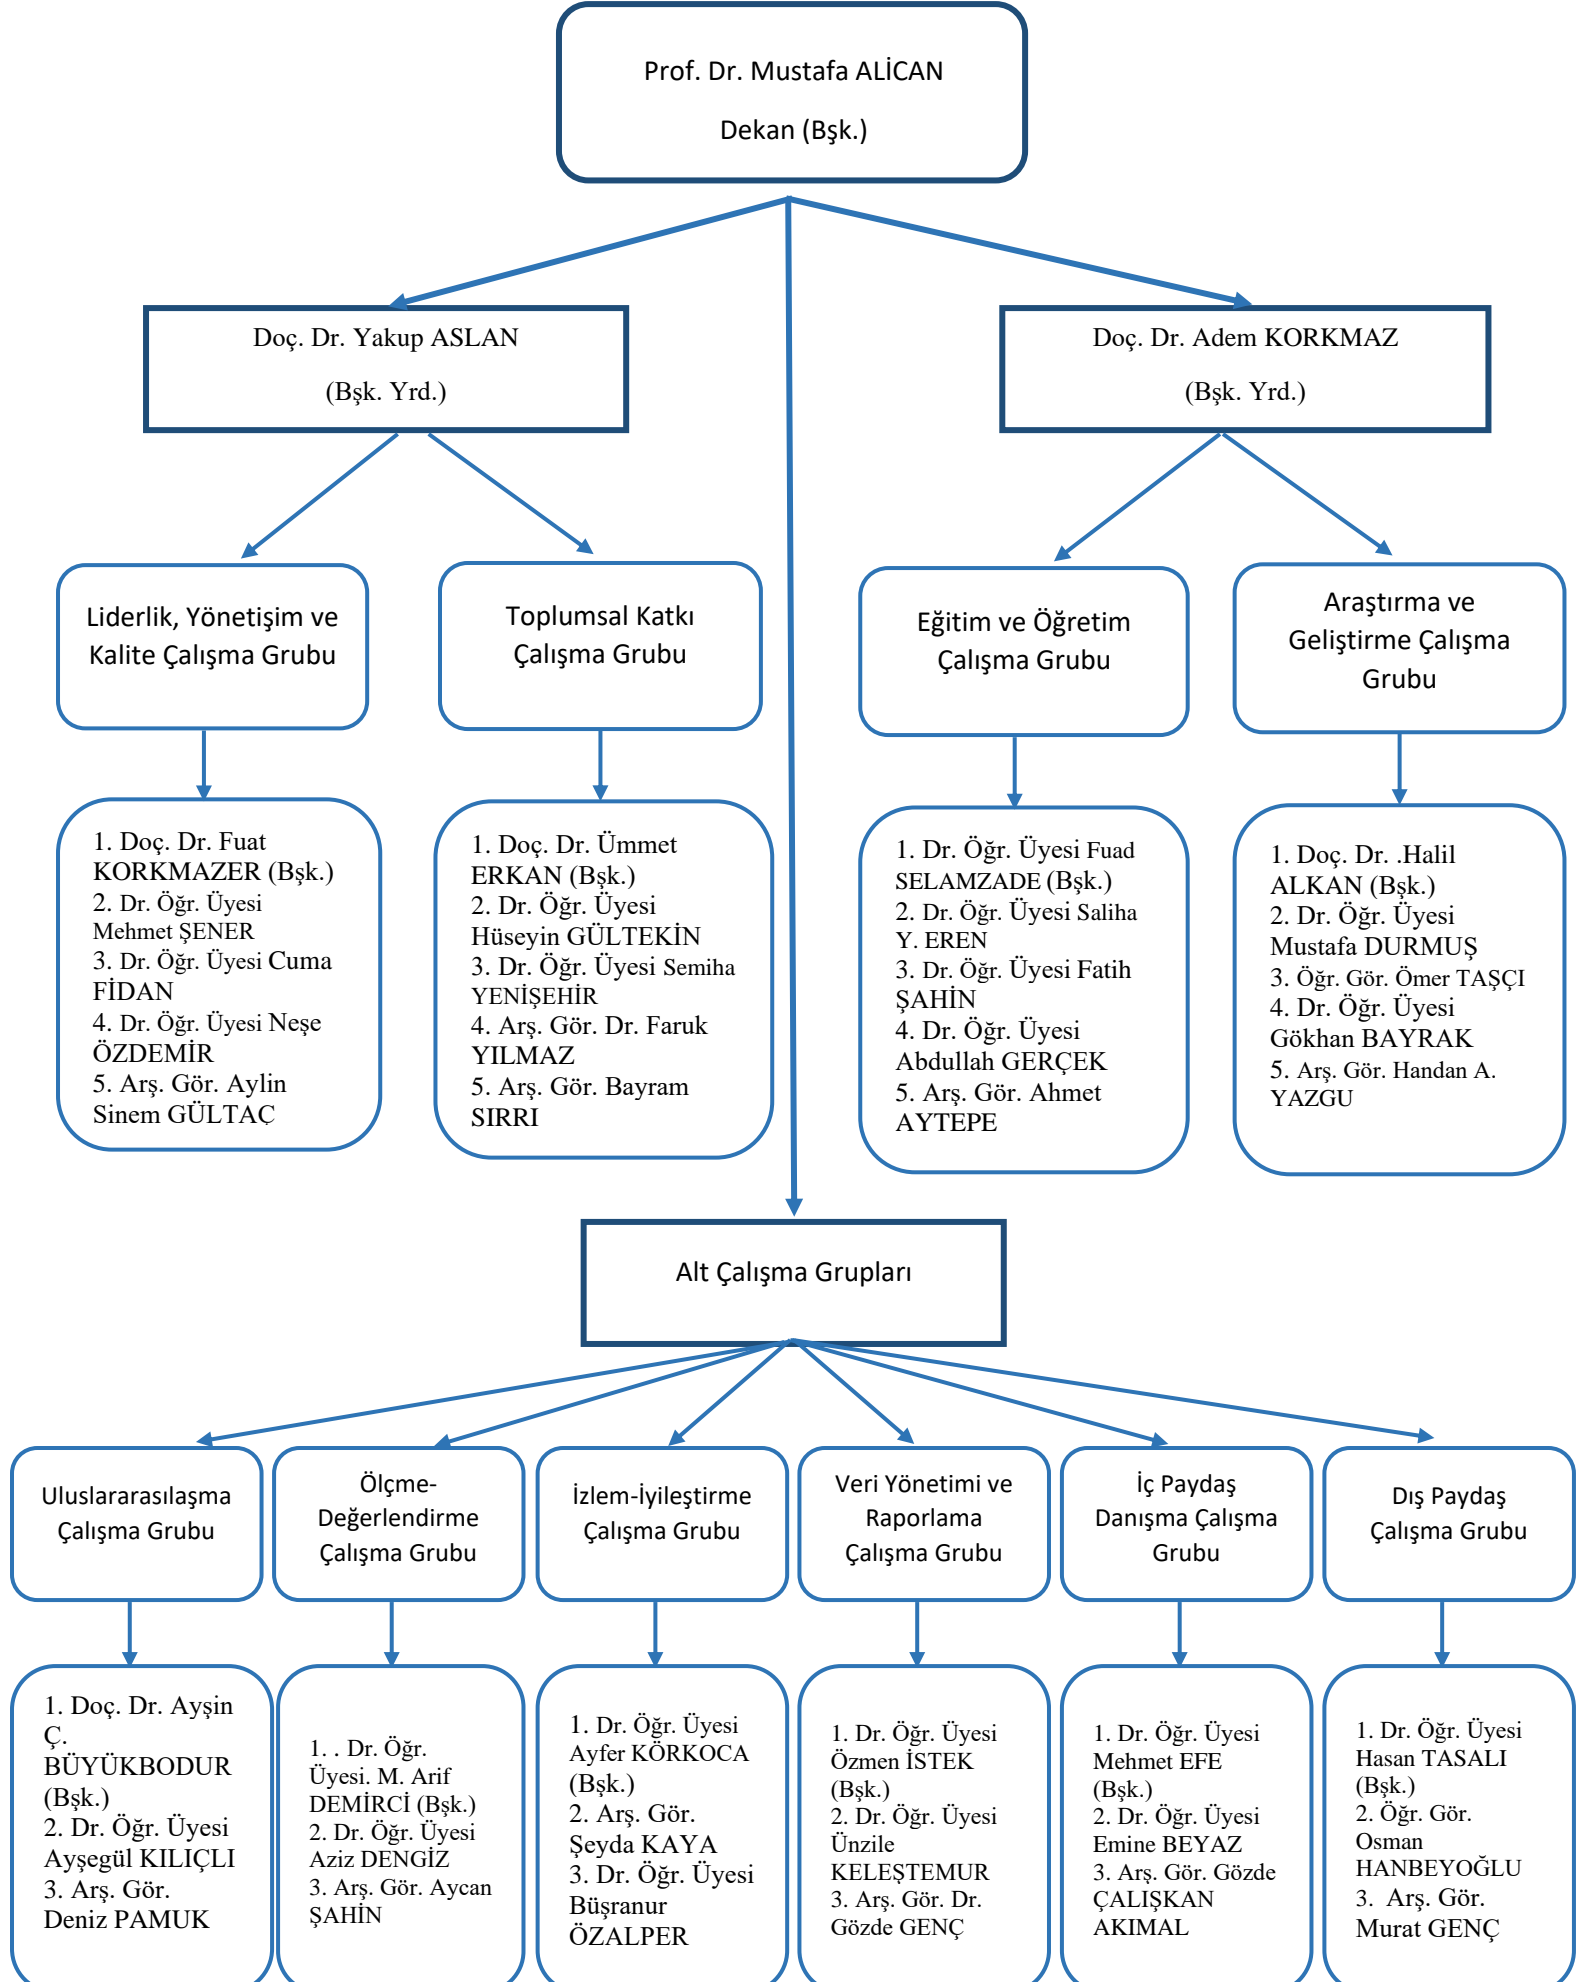 Prof. Dr. Mustafa ALİCAN
Dekan (Bşk.)
Doç. Dr. Yakup ASLAN
(Bşk. Yrd.)
Doç. Dr. Adem KORKMAZ
(Bşk. Yrd.)
Liderlik, Yönetişim ve
Kalite Çalışma Grubu
Toplumsal Katkı
Çalışma Grubu
Eğitim ve Öğretim
Çalışma Grubu
Araştırma ve
Geliştirme Çalışma
Grubu
1. Doç. Dr. Fuat
KORKMAZER (Bşk.)
2. Dr. Öğr. Üyesi
Mehmet ŞENER
3. Dr. Öğr. Üyesi Cuma
FİDAN
4. Dr. Öğr. Üyesi Neşe
ÖZDEMİR
5. Arş. Gör. Aylin
Sinem GÜLTAÇ
1. Doç. Dr. Ümmet
ERKAN (Bşk.)
2. Dr. Öğr. Üyesi
Hüseyin GÜLTEKİN
3. Dr. Öğr. Üyesi Semiha
YENİŞEHİR
4. Arş. Gör. Dr. Faruk
YILMAZ
5. Arş. Gör. Bayram
SIRRI
1. Dr. Öğr. Üyesi Fuad
SELAMZADE (Bşk.)
2. Dr. Öğr. Üyesi Saliha
Y. EREN
3. Dr. Öğr. Üyesi Fatih
ŞAHİN
4. Dr. Öğr. Üyesi
Abdullah GERÇEK
5. Arş. Gör. Ahmet
AYTEPE
1. Doç. Dr. .Halil
ALKAN (Bşk.)
2. Dr. Öğr. Üyesi
Mustafa DURMUŞ
3. Öğr. Gör. Ömer TAŞÇI
4. Dr. Öğr. Üyesi
Gökhan BAYRAK
5. Arş. Gör. Handan A.
YAZGU
Alt Çalışma Grupları
Uluslararasılaşma
Çalışma Grubu
Ölçme-
Değerlendirme
Çalışma Grubu
İzlem-İyileştirme
Çalışma Grubu
Veri Yönetimi ve
Raporlama
Çalışma Grubu
İç Paydaş
Danışma Çalışma
Grubu
Dış Paydaş
Çalışma Grubu
1. Doç. Dr. Ayşin
Ç.
BÜYÜKBODUR
(Bşk.)
2. Dr. Öğr. Üyesi
Ayşegül KILIÇLI
3. Arş. Gör.
Deniz PAMUK
1. . Dr. Öğr.
Üyesi. M. Arif
DEMİRCİ (Bşk.)
2. Dr. Öğr. Üyesi
Aziz DENGİZ
3. Arş. Gör. Aycan
ŞAHİN
1. Dr. Öğr. Üyesi
Ayfer KÖRKOCA
(Bşk.)
2. Arş. Gör.
Şeyda KAYA
3. Dr. Öğr. Üyesi
Büşranur
ÖZALPER
1. Dr. Öğr. Üyesi
Özmen İSTEK
(Bşk.)
2. Dr. Öğr. Üyesi
Ünzile
KELEŞTEMUR
3. Arş. Gör. Dr.
Gözde GENÇ
1. Dr. Öğr. Üyesi
Mehmet EFE
(Bşk.)
2. Dr. Öğr. Üyesi
Emine BEYAZ
3. Arş. Gör. Gözde
ÇALIŞKAN
AKIMAL
1. Dr. Öğr. Üyesi
Hasan TASALI
(Bşk.)
2. Öğr. Gör.
Osman
HANBEYOĞLU
3. Arş. Gör.
Murat GENÇ